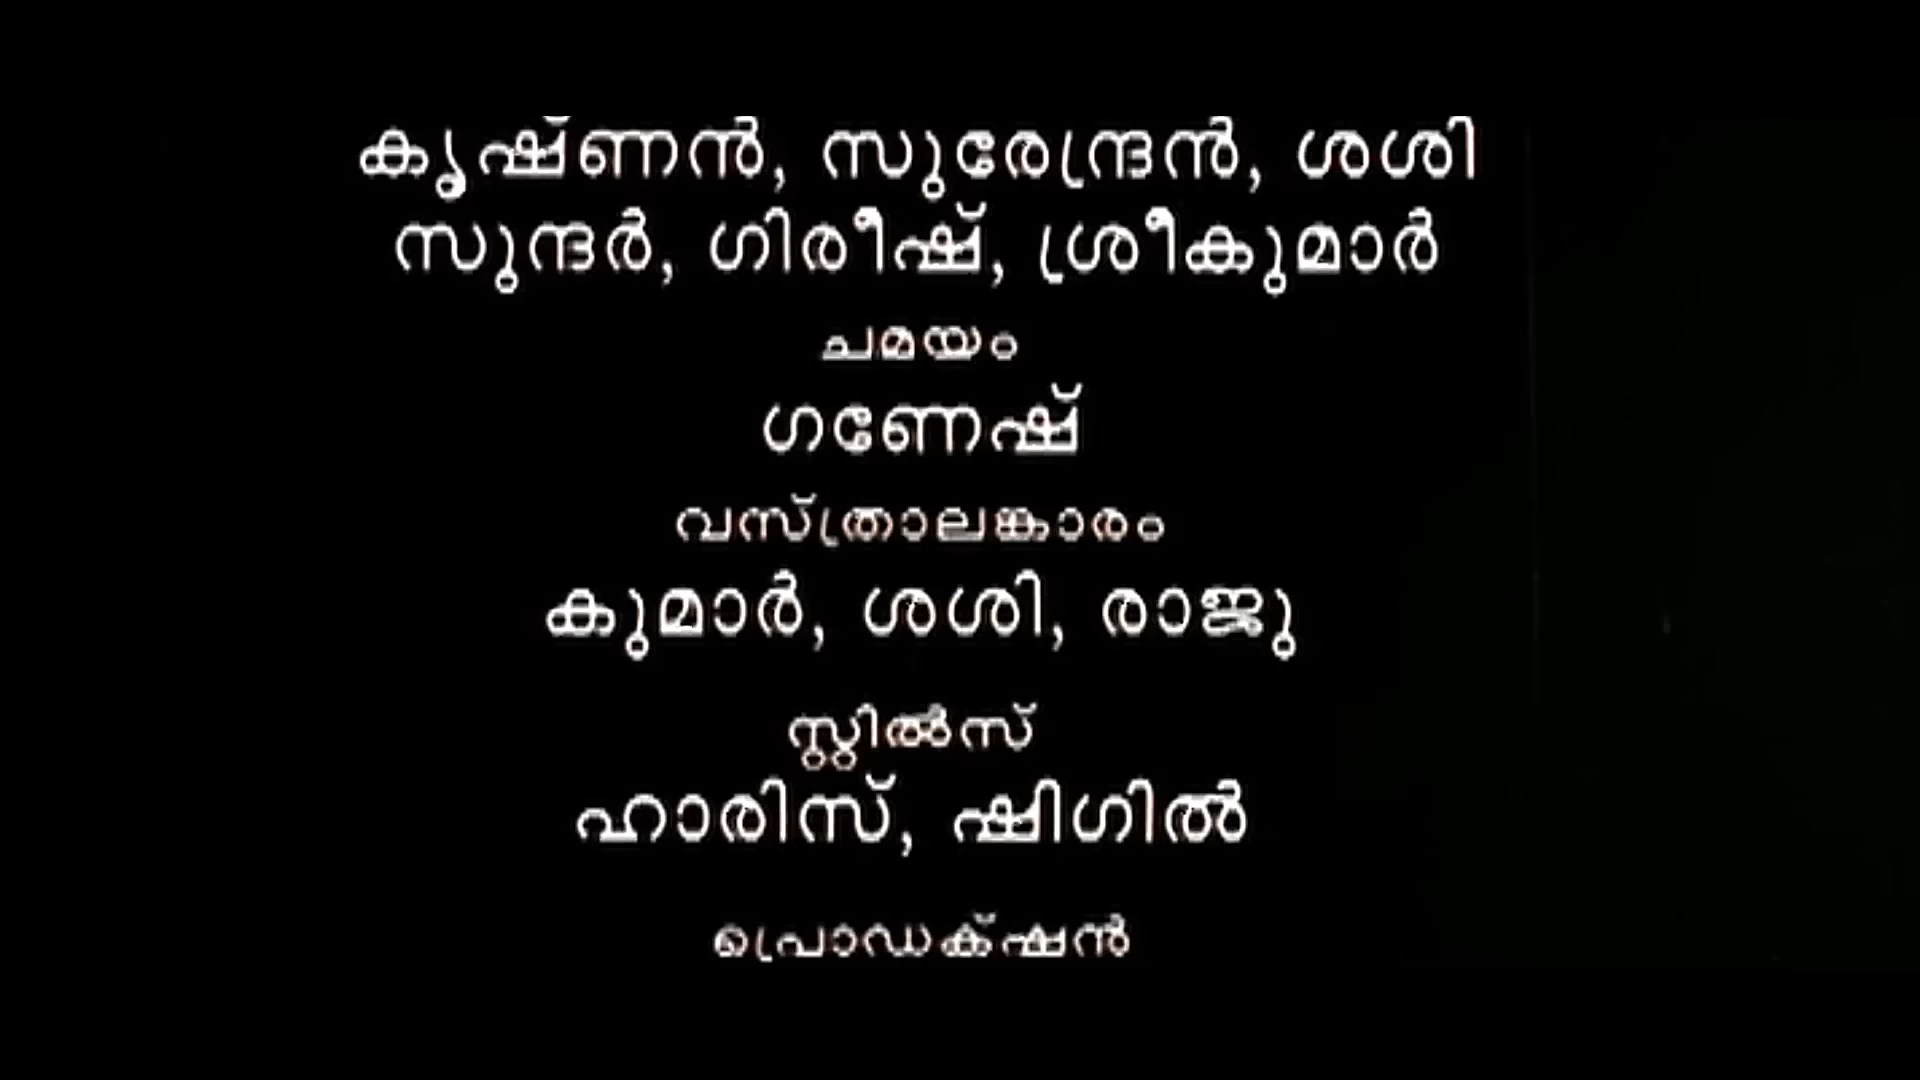 കൃഷ്ണൻ, സുരേന്ദ്രൻ, ശശി
സുന്ദർ, ഗിരീഷ്, ശ്രീകുമാർ
ചമയം
ഗണേഷ്
വസ്ത്രാലങ്കാരം
കുമാർ, ശശി, രാജു
സ്റ്റിൽസ്
ഹാരിസ്, ഷിഗിൽ
പ്രൊഡക്ഷൻ